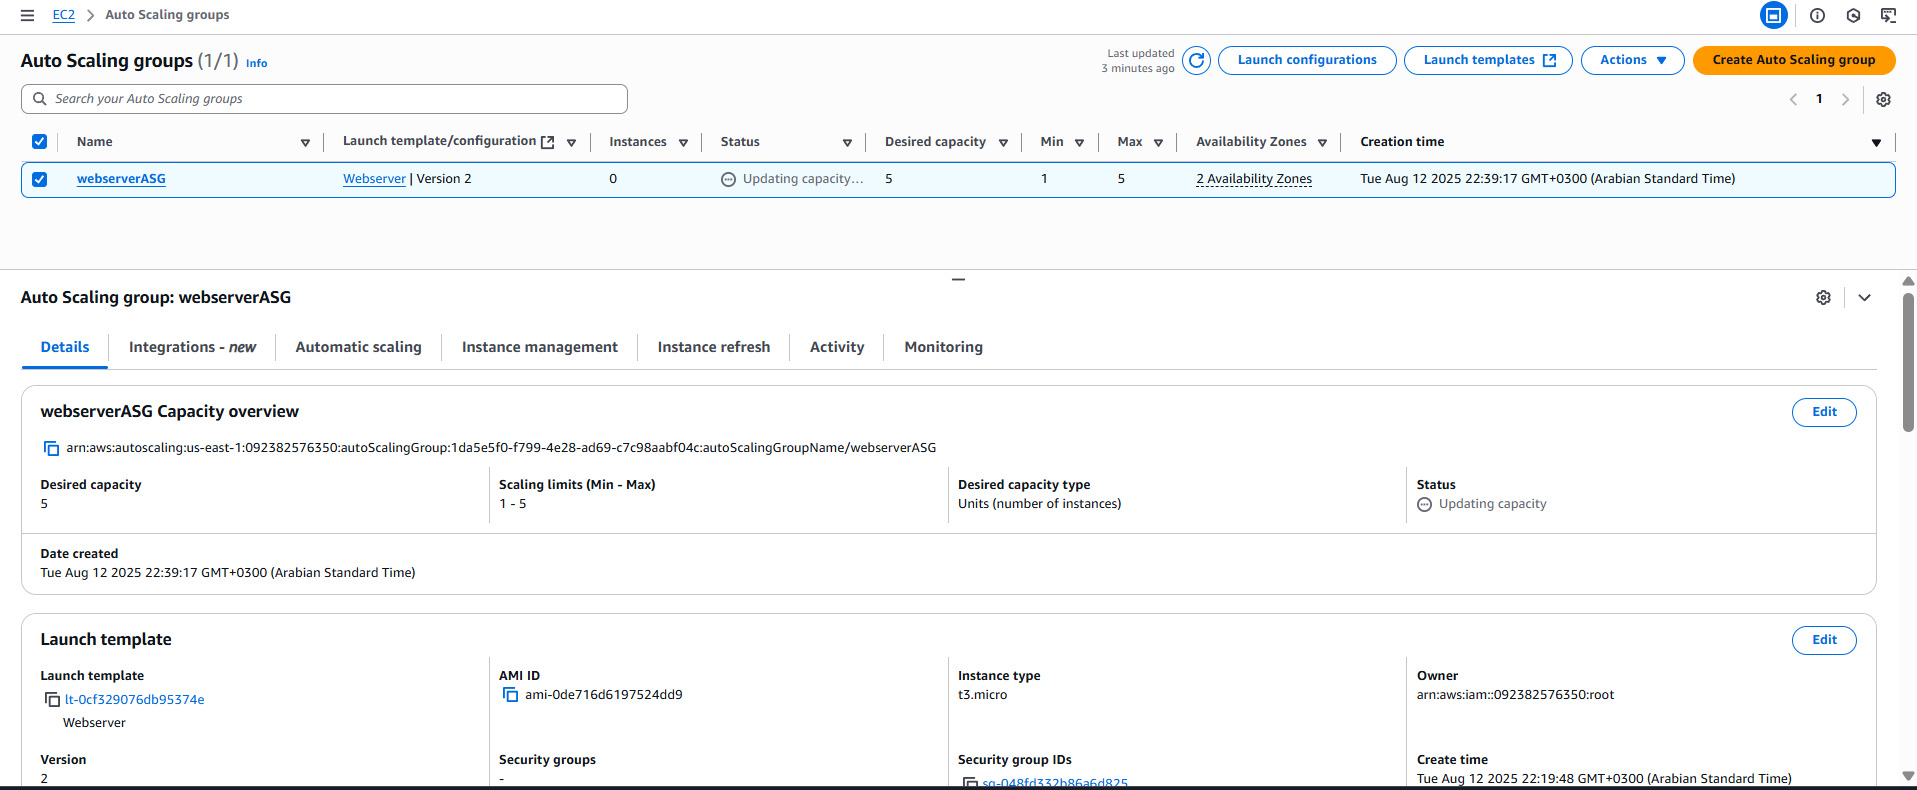 EC2 > Auto Scaling groups
Auto Scaling groups (1/1) Info
Last updated
3 minutes ago
Launch configurations
Launch templates
Actions
Create Auto Scaling group
Search your Auto Scaling groups
1
Name Launch template/configuration Instances Status Desired capacity Min Max Availability Zones Creation time
webserverASG Webserver | Version 2 0 Updating capacity... 5 1 5 2 Availability Zones Tue Aug 12 2025 22:39:17 GMT+0300 (Arabian Standard Time)
Auto Scaling group: webserverASG
Details Integrations - new Automatic scaling Instance management Instance refresh Activity Monitoring
webserverASG Capacity overview
Edit
arn:aws:autoscaling:us-east-1:092382576350:autoScalingGroup:1da5e5f0-f799-4e28-ad69-c7c98aabf04c:autoScalingGroupName/webserverASG
Desired capacity
5
Scaling limits (Min - Max)
1 - 5
Desired capacity type
Units (number of instances)
Status
Updating capacity
Date created
Tue Aug 12 2025 22:39:17 GMT+0300 (Arabian Standard Time)
Launch template
Edit
Launch template
lt-0cf329076db95374e
Webserver
AMI ID
ami-0de716d6197524dd9
Instance type
t3.micro
Owner
arn:aws:iam::092382576350:root
Version
2
Security groups
-
Security group IDs
sg-048fd332b86a6d825
Create time
Tue Aug 12 2025 22:19:48 GMT+0300 (Arabian Standard Time)